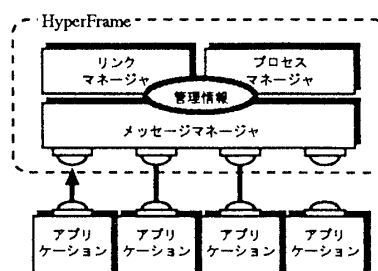 HyperFrame
リンク
マネージャ
プロセス
マネージャ
管理情報
メッセージマネージャ
アプリ
ケーション
アプリ
ケーション
アプリ
ケーション
アプリ
ケーション